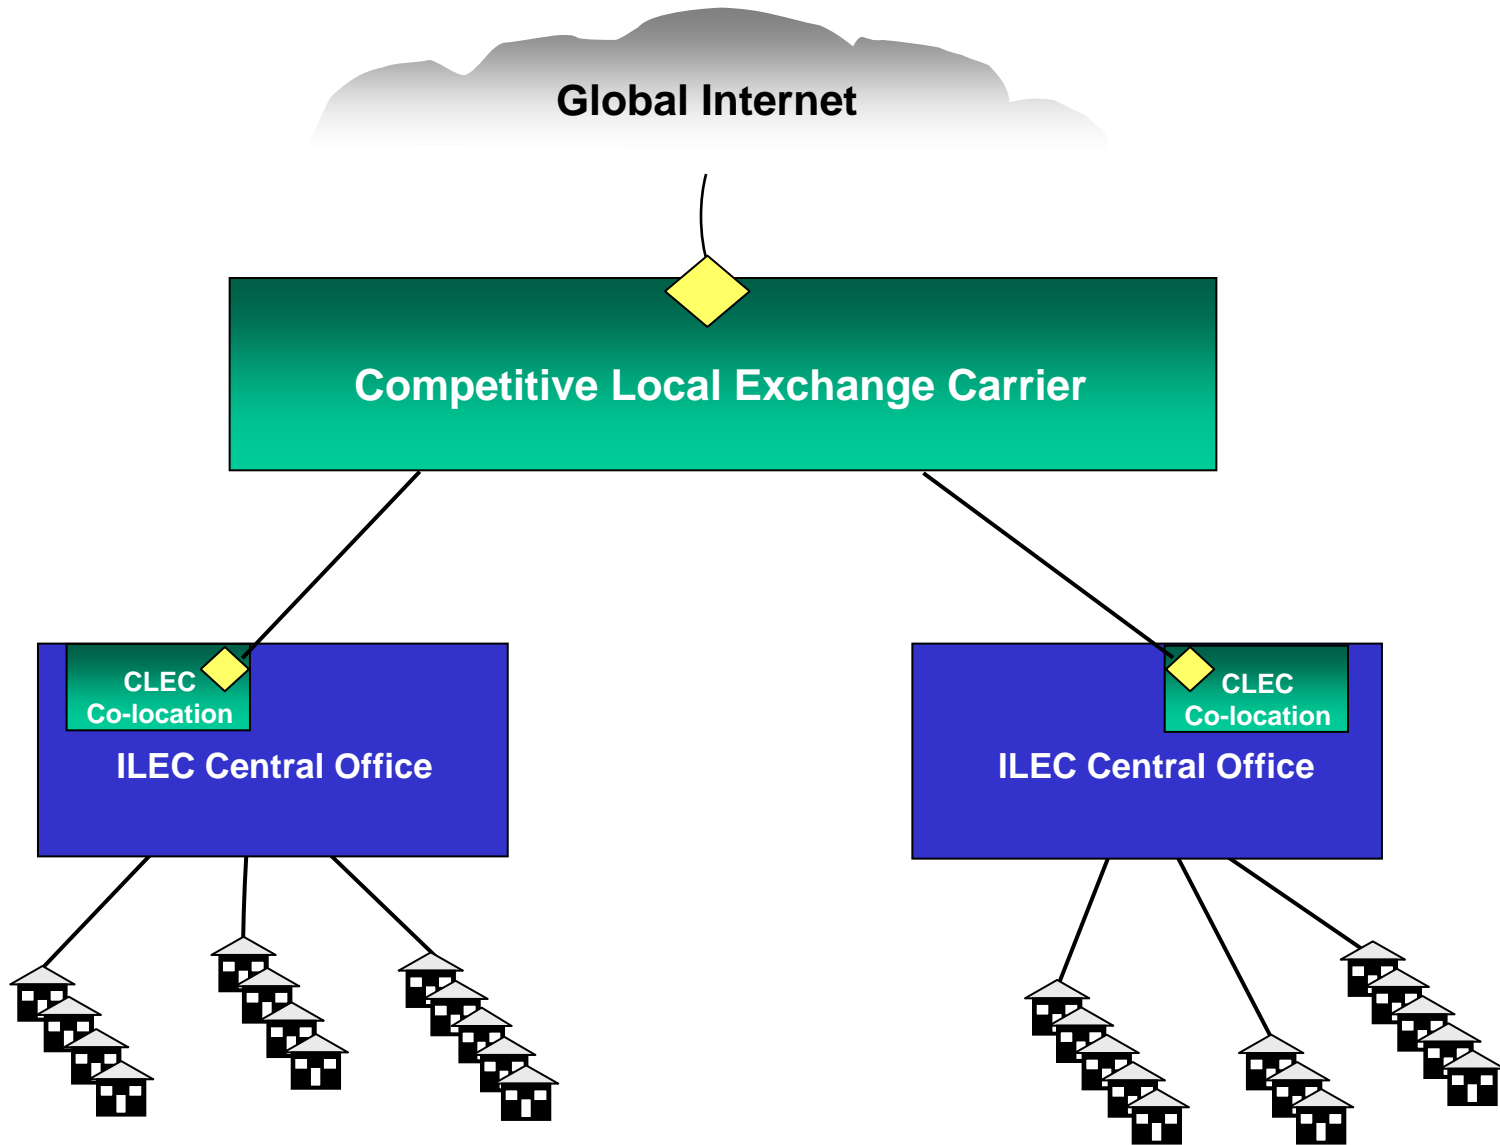 Global Internet
Competitive Local Exchange Carrier
CLEC
Co-location
ILEC Central Office
CLEC
Co-location
ILEC Central Office